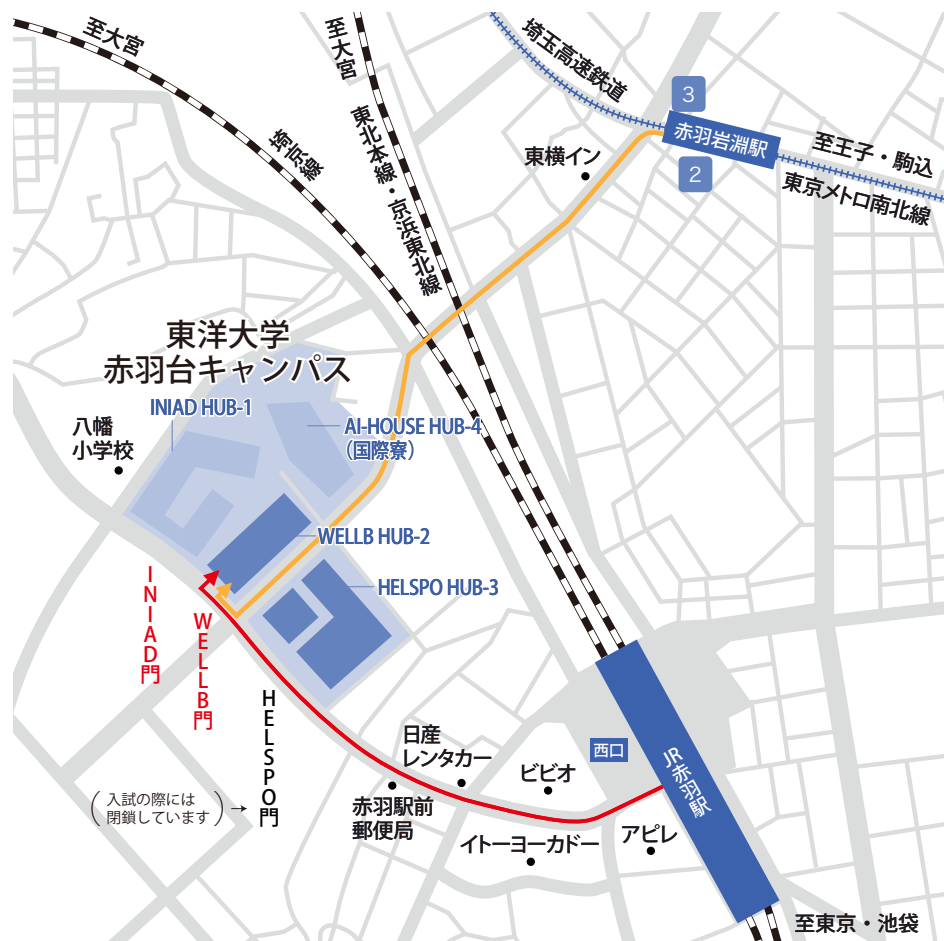 至大宮
至大宮
埼玉高速鉄道
3
赤羽岩淵駅
至王子・駒込
2
東京メトロ南北線
東横イン
埼京線
東北本線・京浜東北線
東洋大学
赤羽台キャンパス
INIAD HUB-1
八幡
小学校
AI-HOUSE HUB-4
（国際寮）
WELLB HUB-2
HELSPO HUB-3
INIAD門
WELLB門
HELSPO門
入試の際には
閉鎖しています
→
日産
レンタカー
赤羽駅前
郵便局
ビビオ
イトーヨーカドー
アピレ
西口
JR赤羽駅
至東京・池袋